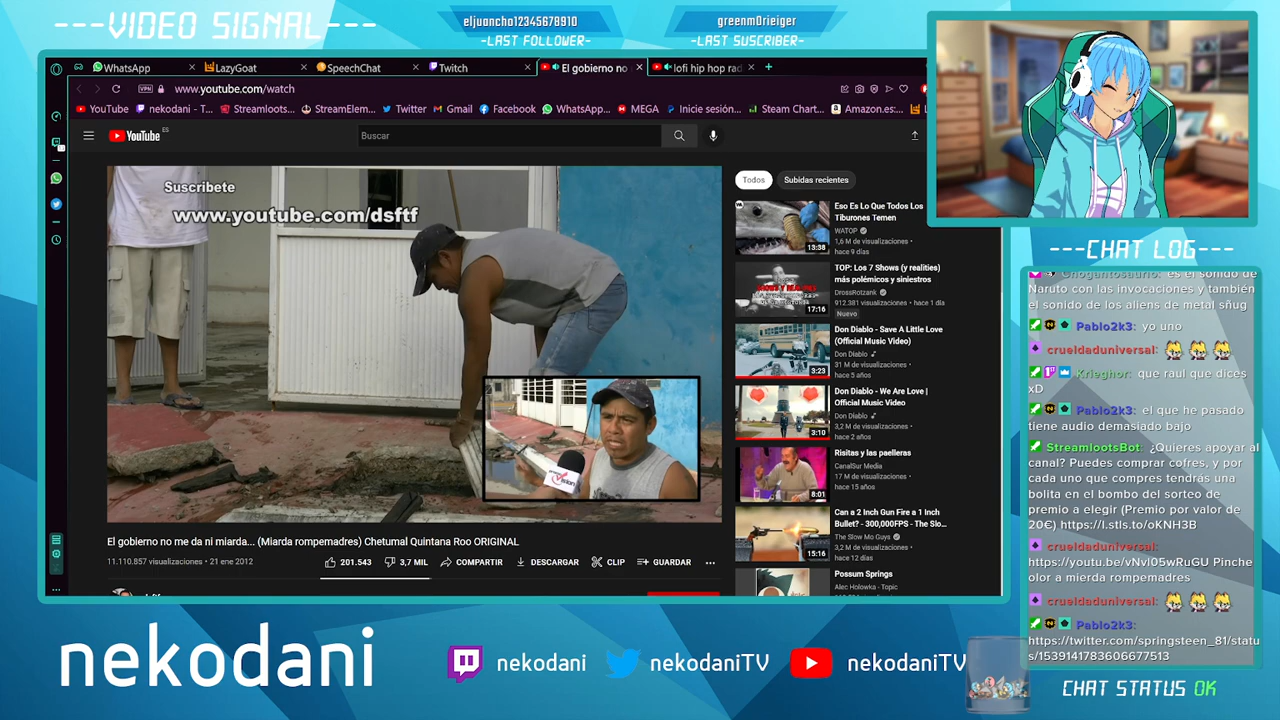 ---VIDEO SIGNAL---
eljuancho12345678910
-LAST FOLLOWER-
greenm0rieiger
-LAST SUSCRIBER-
WhatsApp
LazyGoat
SpeechChat
Twitch
El gobierno no
lofi hip hop rad
VPN
www.youtube.com/watch
YouTube
nekodani - T...
Streamloots...
StreamElem...
Twitter
Gmail
Facebook
WhatsApp...
MEGA
Inicie sesión...
Steam Chart...
Amazon.es:...
YouTube ES
Buscar
Suscribete
www.youtube.com/dsftf
Todos
Subidas recientes
Eso Es Lo Que Todos Los
Tiburones Temen
WATOP
1,6 M de visualizaciones •
hace 9 días
13:38
TOP: Los 7 Shows (y realities)
más polémicos y siniestros
DrossRotzank
912.381 visualizaciones • hace 1 día
Nuevo
17:16
Don Diablo - Save A Little Love
(Official Music Video)
Don Diablo
31 M de visualizaciones •
hace 5 años
3:23
Don Diablo - We Are Love |
Official Music Video
Don Diablo
3,2 M de visualizaciones •
hace 2 años
3:10
Risitas y las paelleras
CanalSur Media
17 M de visualizaciones •
hace 15 años
8:01
Can a 2 Inch Gun Fire a 1 Inch
Bullet? - 300,000FPS - The Slo...
The Slow Mo Guys
3,2 M de visualizaciones •
hace 12 días
15:16
Possum Springs
Alec Holowka - Topic
El gobierno no me da ni miarda... (Miarda rompemadres) Chetumal Quintana Roo ORIGINAL
11.110.857 visualizaciones • 21 ene 2012
201.543
3,7 MIL
COMPARTIR
DESCARGAR
CLIP
GUARDAR
---CHAT LOG---
Chogantosaurio: es el sonido de
Naruto con las invocaciones y también
el sonido de los aliens de metal sñug
Pablo2k3: yo uno
crueldaduniversal:
Krieghor: que raul que dices
xD
Pablo2k3: el que he pasado
tiene audio demasiado bajo
StreamlootsBot: ¿Quieres apoyar al
canal? Puedes comprar cofres, y por
cada uno que compres tendrás una
bolita en el bombo del sorteo de
premio a elegir (Premio por valor de
20€) https://l.stls.to/oKNH3B
crueldaduniversal:
https://youtu.be/vNvl05wRuGU Pinche
olor a mierda rompemadres
crueldaduniversal:
Pablo2k3:
https://twitter.com/springsteen_81/statu
s/1539141783606677513
CHAT STATUS OK
nekodani
nekodani
nekodaniTV
nekodaniTV